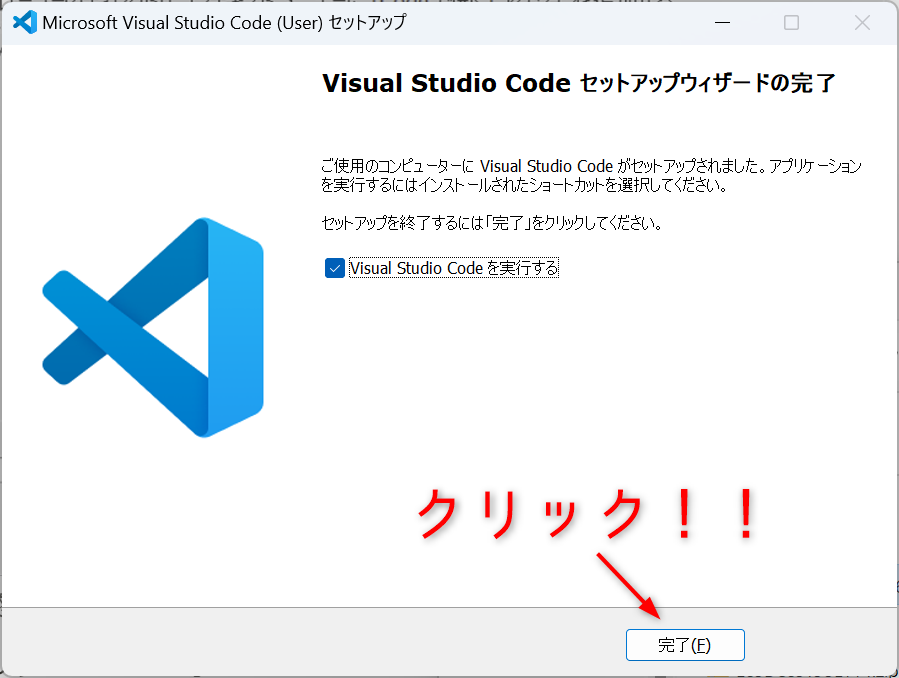 Microsoft Visual Studio Code (User) セットアップ
Visual Studio Code セットアップウィザードの完了
ご使用のコンピューターに Visual Studio Code がセットアップされました。アプリケーション
を実行するにはインストールされたショートカットを選択してください。
セットアップを終了するには「完了」をクリックしてください。
Visual Studio Code を実行する
クリック！！
完了(F)